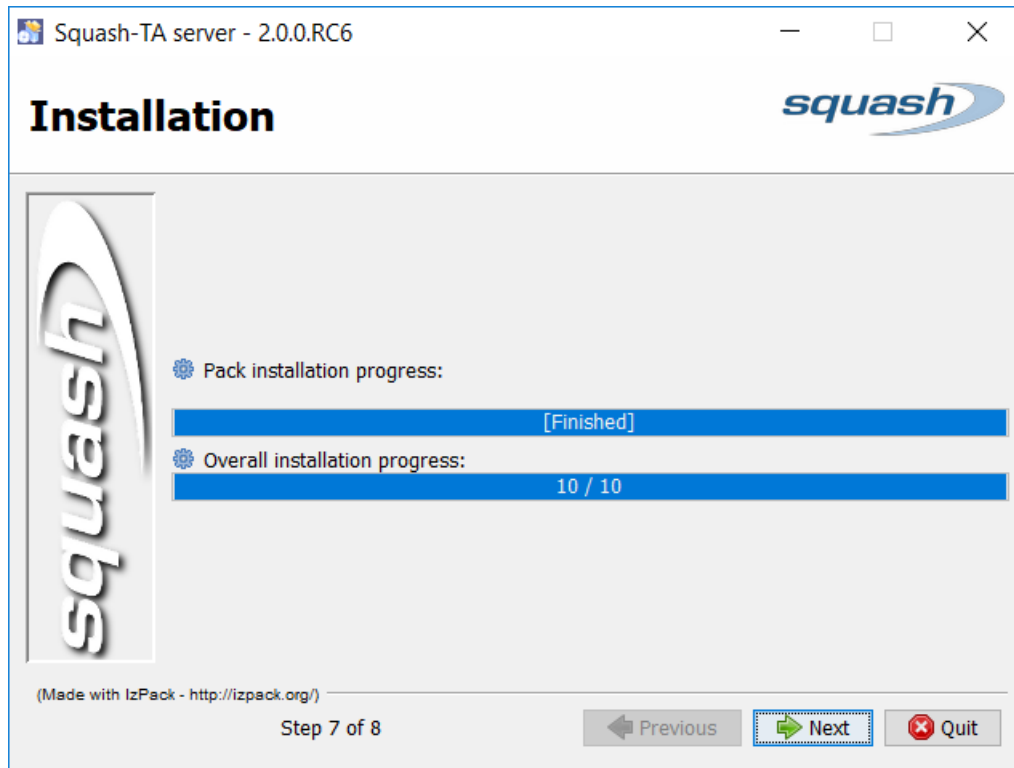 Squash-TA server - 2.0.0.RC6
Installation
squash
squash
Pack installation progress:
[Finished]
Overall installation progress:
10 / 10
(Made with IzPack - http://izpack.org/)
Step 7 of 8
Previous
Next
Quit